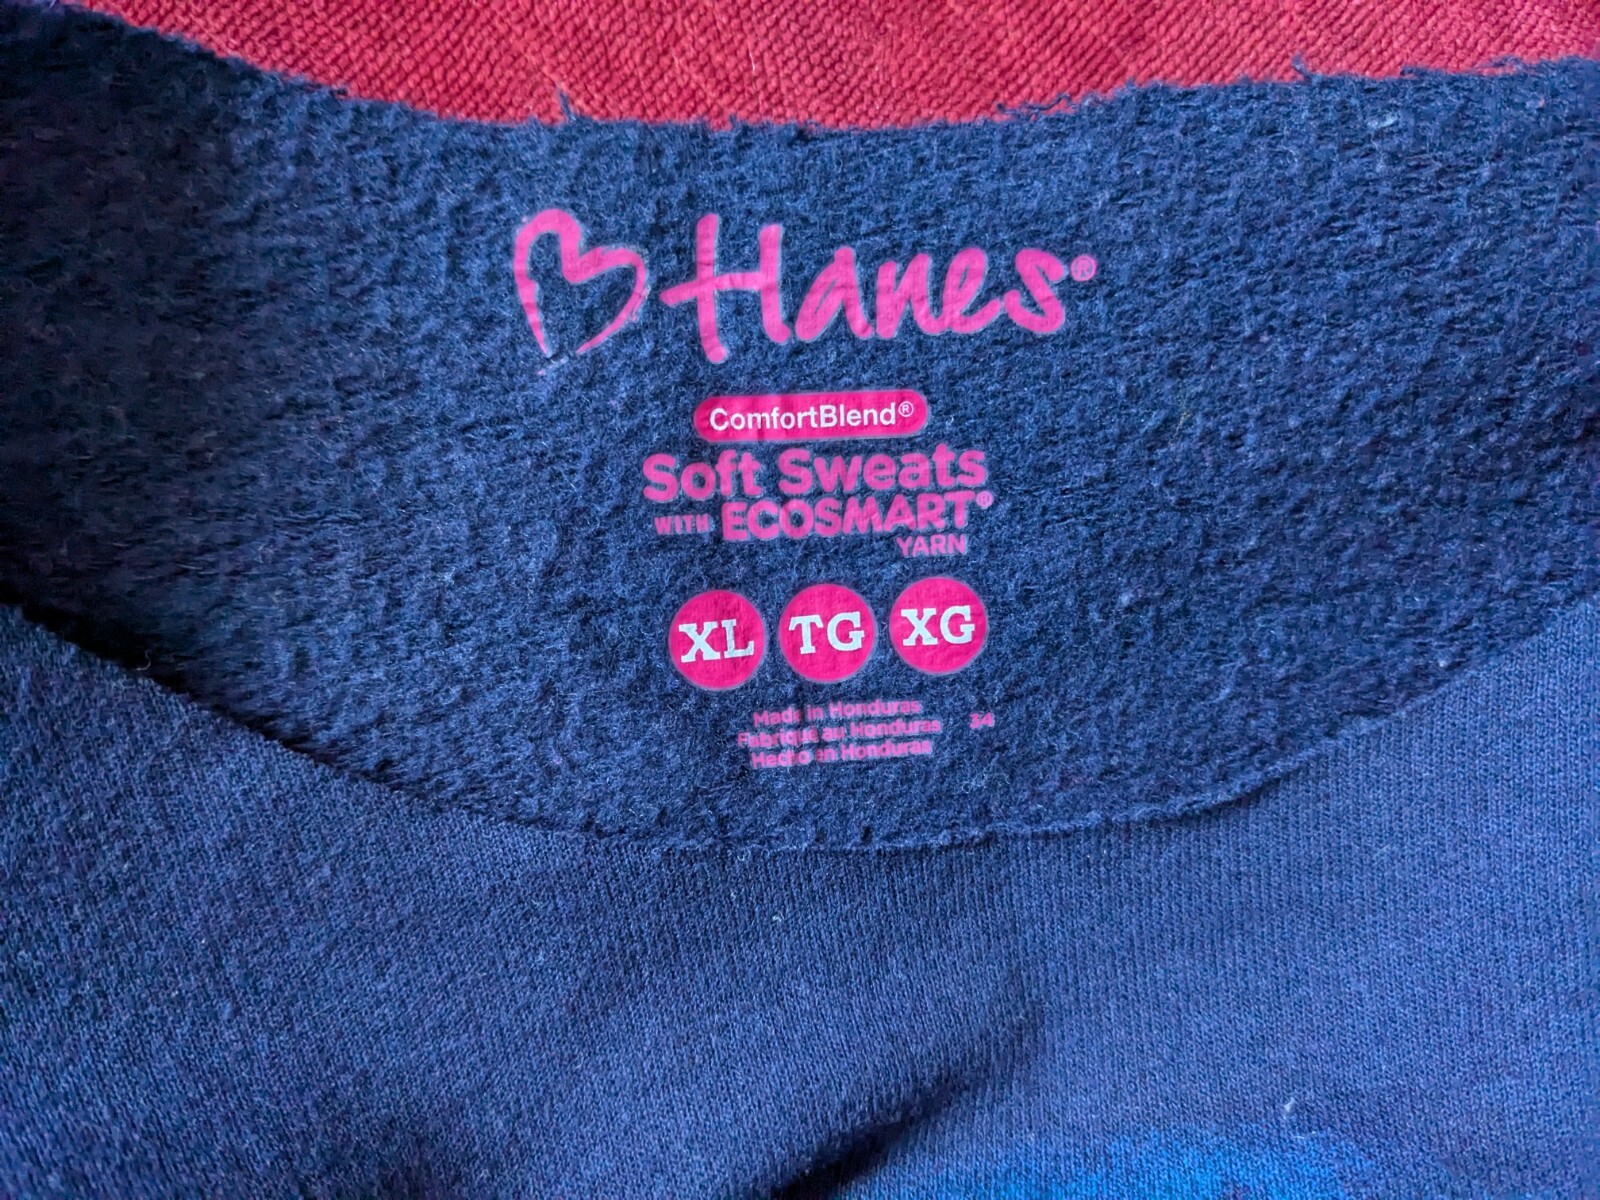 Hanes®
ComfortBlend®
Soft Sweats
WITH ECOSMART®
YARN
XL TG XG
Made in Honduras
Fabriqué au Honduras 34
Hecho en Honduras